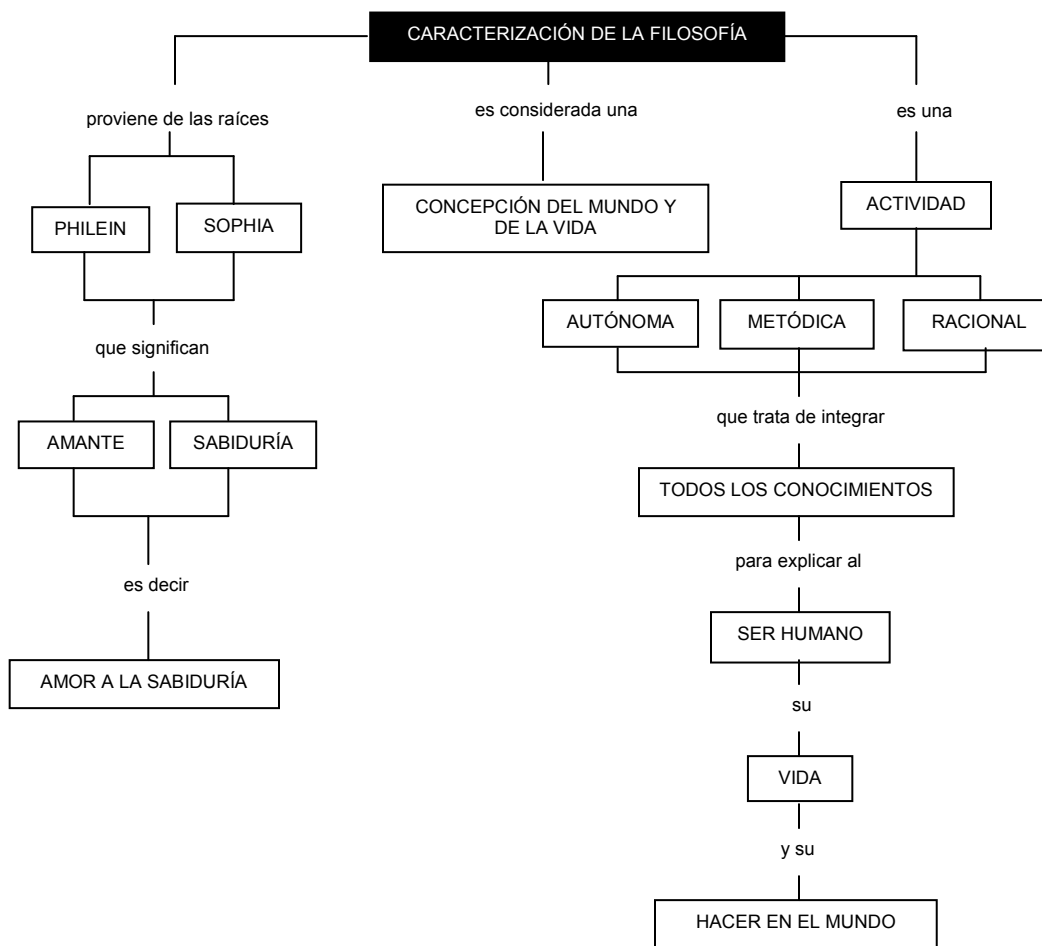 CARACTERIZACIÓN DE LA FILOSOFÍA
proviene de las raíces
PHILEIN
SOPHIA
que significan
AMANTE
SABIDURÍA
es decir
AMOR A LA SABIDURÍA
es considerada una
CONCEPCIÓN DEL MUNDO Y
DE LA VIDA
es una
ACTIVIDAD
AUTÓNOMA
METÓDICA
RACIONAL
que trata de integrar
TODOS LOS CONOCIMIENTOS
para explicar al
SER HUMANO
su
VIDA
y su
HACER EN EL MUNDO